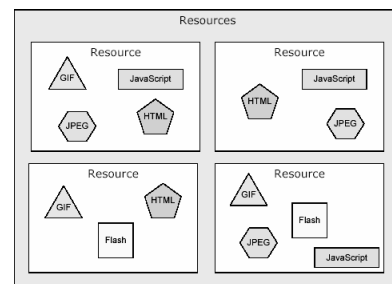 Resources
Resource
GIF
JavaScript
JPEG
HTML
Resource
JavaScript
HTML
JPEG
Resource
GIF
HTML
Flash
Resource
GIF
Flash
JPEG
JavaScript